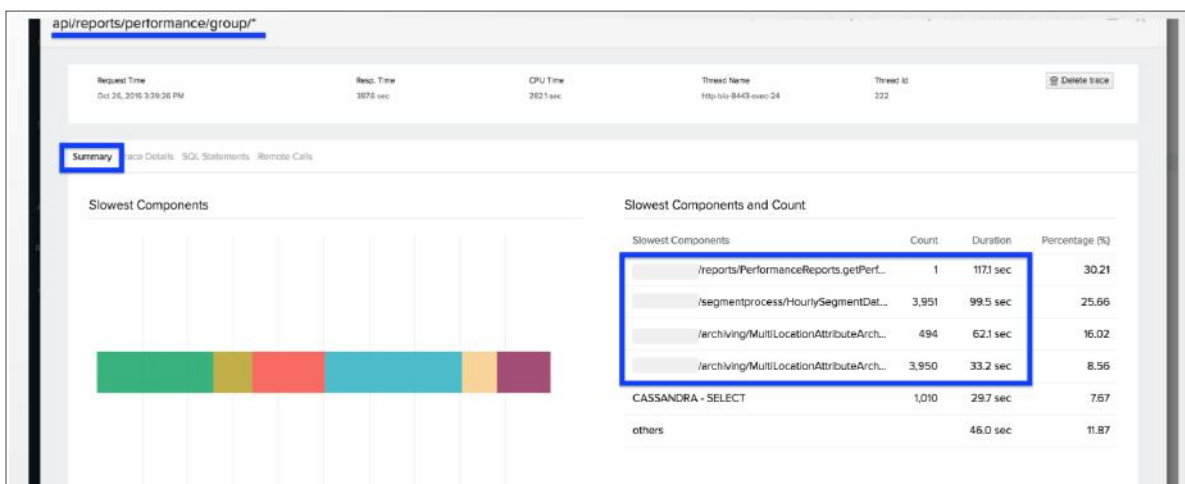 api/reports/performance/group/*
Request Time Resp. Time CPU Time Thread Name Thread Id Delete trace
Oct 26, 2016 3:39:26 PM 387.6 sec 282.1 sec 222
Summary Trace Details SQL Statements Remote Calls
Slowest Components Slowest Components and Count
Slowest Components Count Duration Percentage (%)
/reports/PerformanceReports.getPerf... 1 117.1 sec 30.21
/segmentprocess/HourlySegmentDat... 3,951 99.5 sec 25.66
/archiving/MultiLocationAttributeArch... 494 62.1 sec 16.02
/archiving/MultiLocationAttributeArch... 3,950 33.2 sec 8.56
CASSANDRA - SELECT 1,010 29.7 sec 7.67
others 46.0 sec 11.87